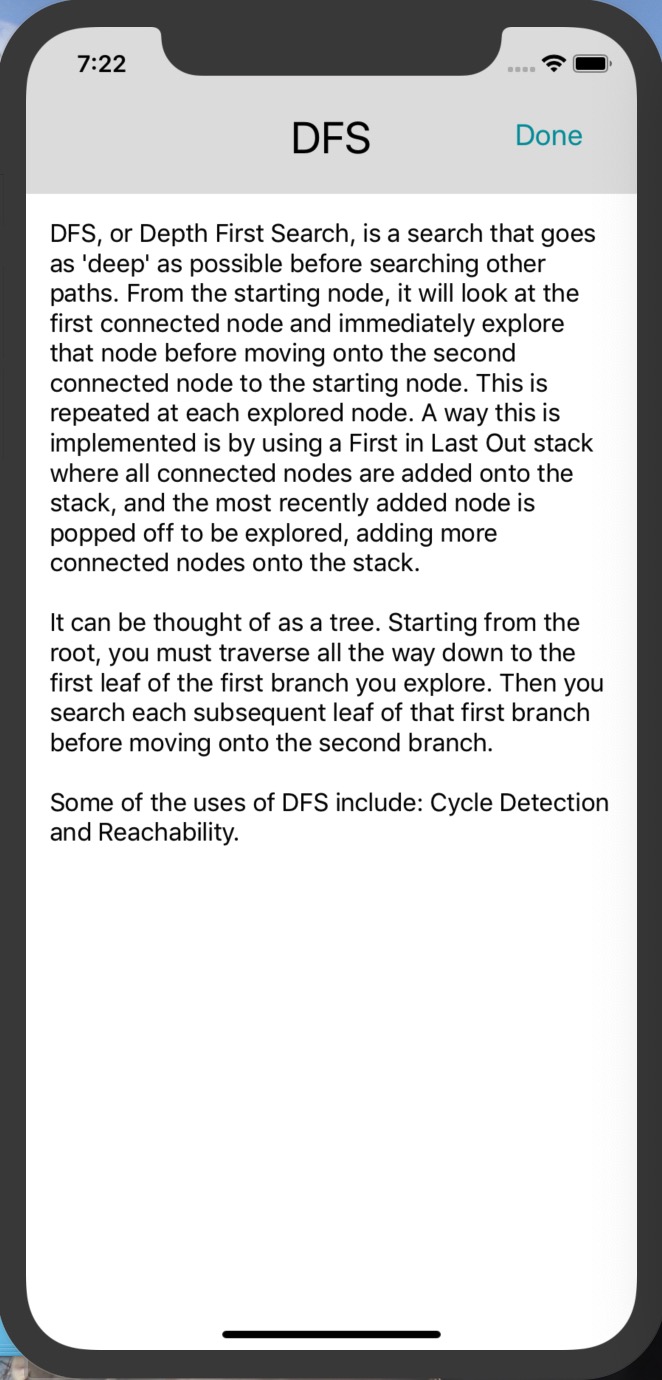 7:22
DFS
Done
DFS, or Depth First Search, is a search that goes
as 'deep' as possible before searching other
paths. From the starting node, it will look at the
first connected node and immediately explore
that node before moving onto the second
connected node to the starting node. This is
repeated at each explored node. A way this is
implemented is by using a First in Last Out stack
where all connected nodes are added onto the
stack, and the most recently added node is
popped off to be explored, adding more
connected nodes onto the stack.
It can be thought of as a tree. Starting from the
root, you must traverse all the way down to the
first leaf of the first branch you explore. Then you
search each subsequent leaf of that first branch
before moving onto the second branch.
Some of the uses of DFS include: Cycle Detection
and Reachability.